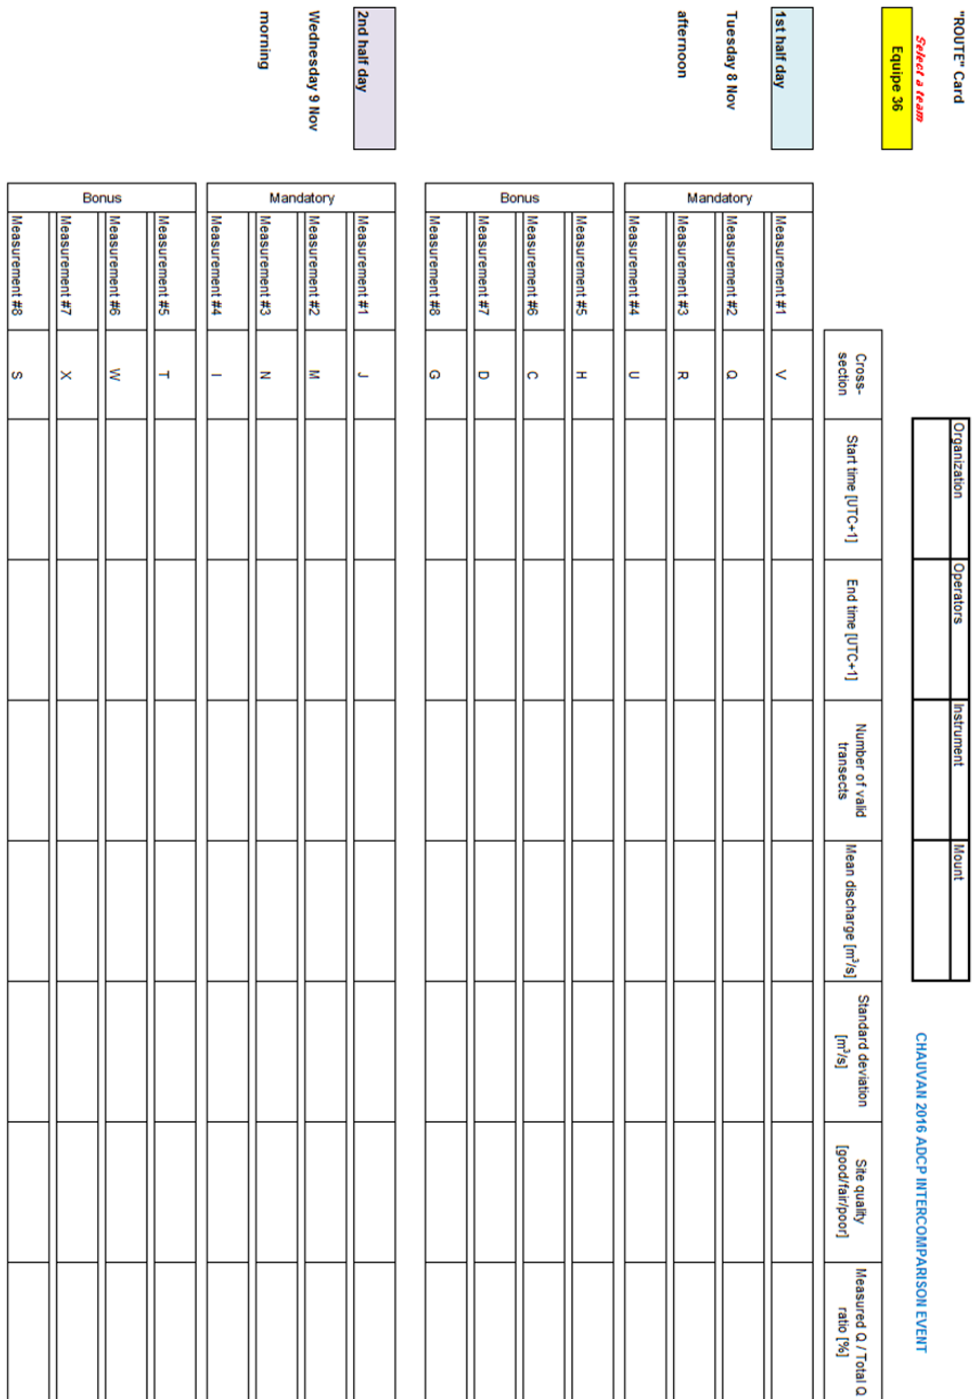 "ROUTE" Card
Select a team
Equipe 36
Organization
Operators
Instrument
Mount
CHAUVAN 2016 ADCP INTERCOMPARISON EVENT
Cross-
section
Start time [UTC+1]
End time [UTC+1]
Number of valid
transects
Mean discharge [m³/s]
Standard deviation
[m³/s]
Site quality
[good/fair/poor]
Measured Q / Total Q
ratio [%]
1st half day
Tuesday 8 Nov
afternoon
Mandatory
Measurement #1 V
Measurement #2 Q
Measurement #3 R
Measurement #4 U
Bonus
Measurement #5 H
Measurement #6 C
Measurement #7 D
Measurement #8 G
2nd half day
Wednesday 9 Nov
morning
Mandatory
Measurement #1 J
Measurement #2 M
Measurement #3 N
Measurement #4 I
Bonus
Measurement #5 T
Measurement #6 W
Measurement #7 X
Measurement #8 S